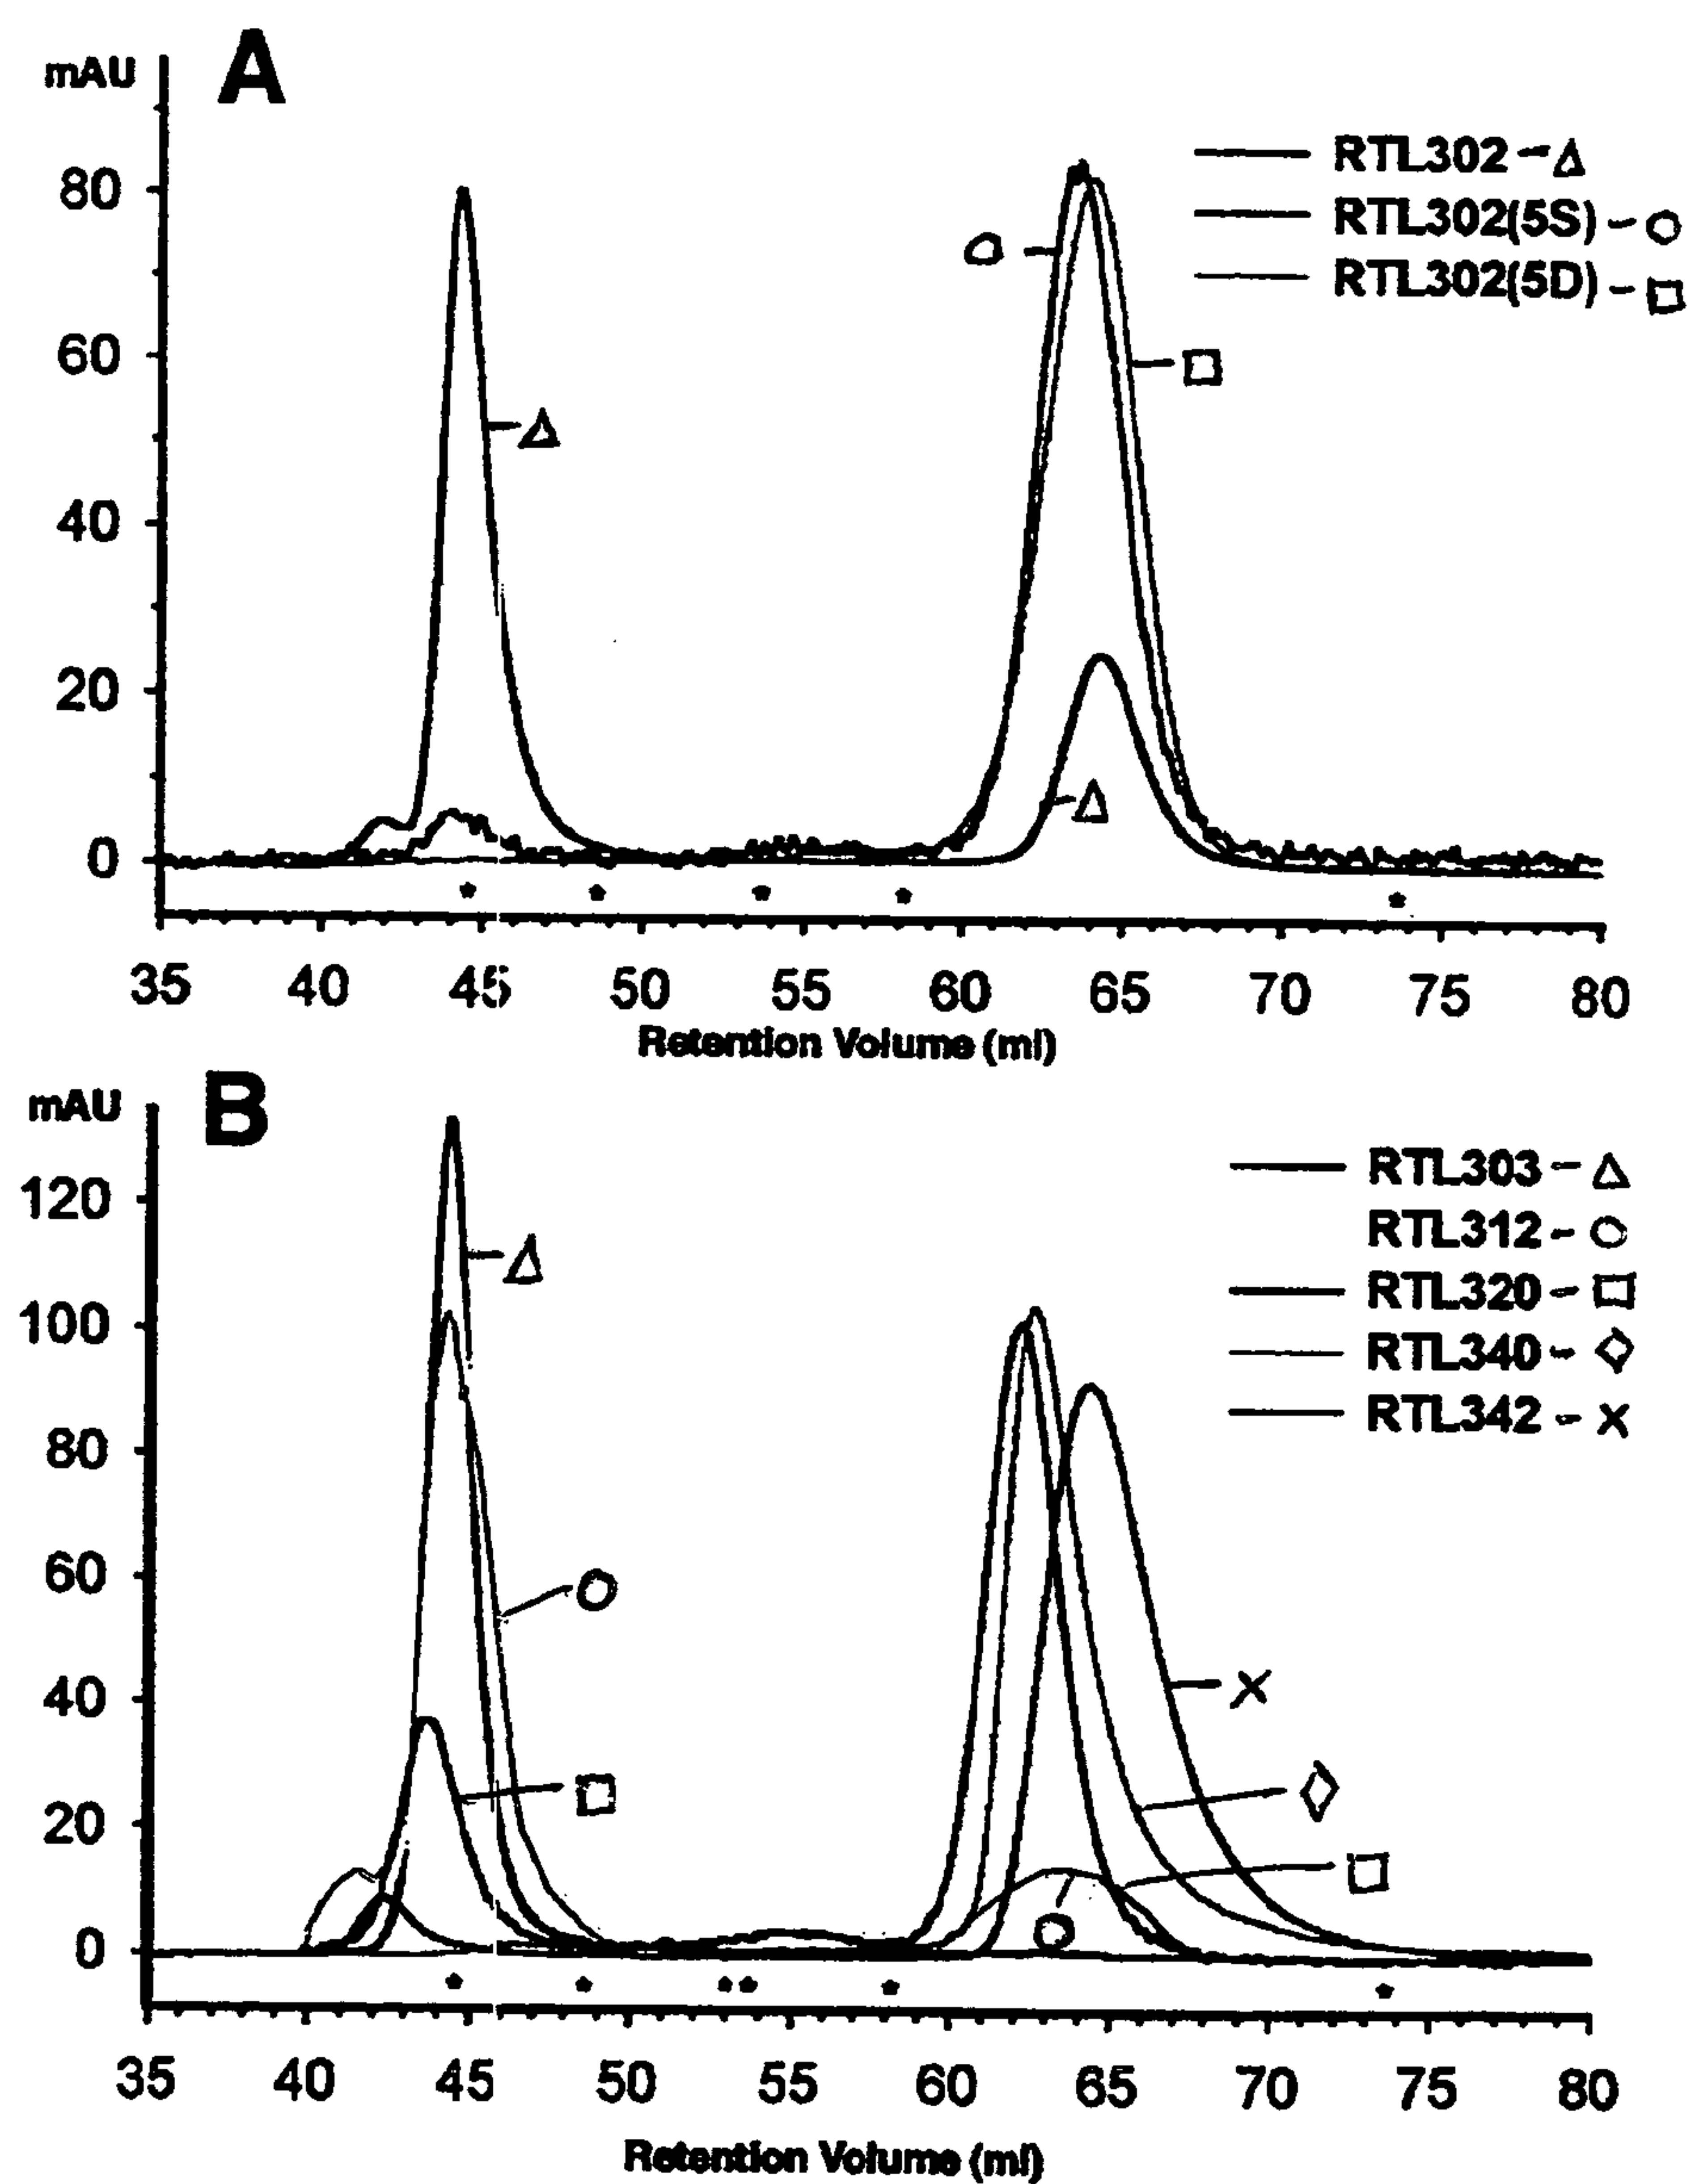 A
mAU
RTL302 - △
RTL302(5S) - ○
RTL302(5D) - □
80
60
40
20
0
35 40 45 50 55 60 65 70 75 80
Retention Volume (ml)
B
mAU
RTL303 - △
RTL312 - ○
RTL320 - □
RTL340 - ◇
RTL342 - X
120
100
80
60
40
20
0
X
35 40 45 50 55 60 65 70 75 80
Retention Volume (ml)